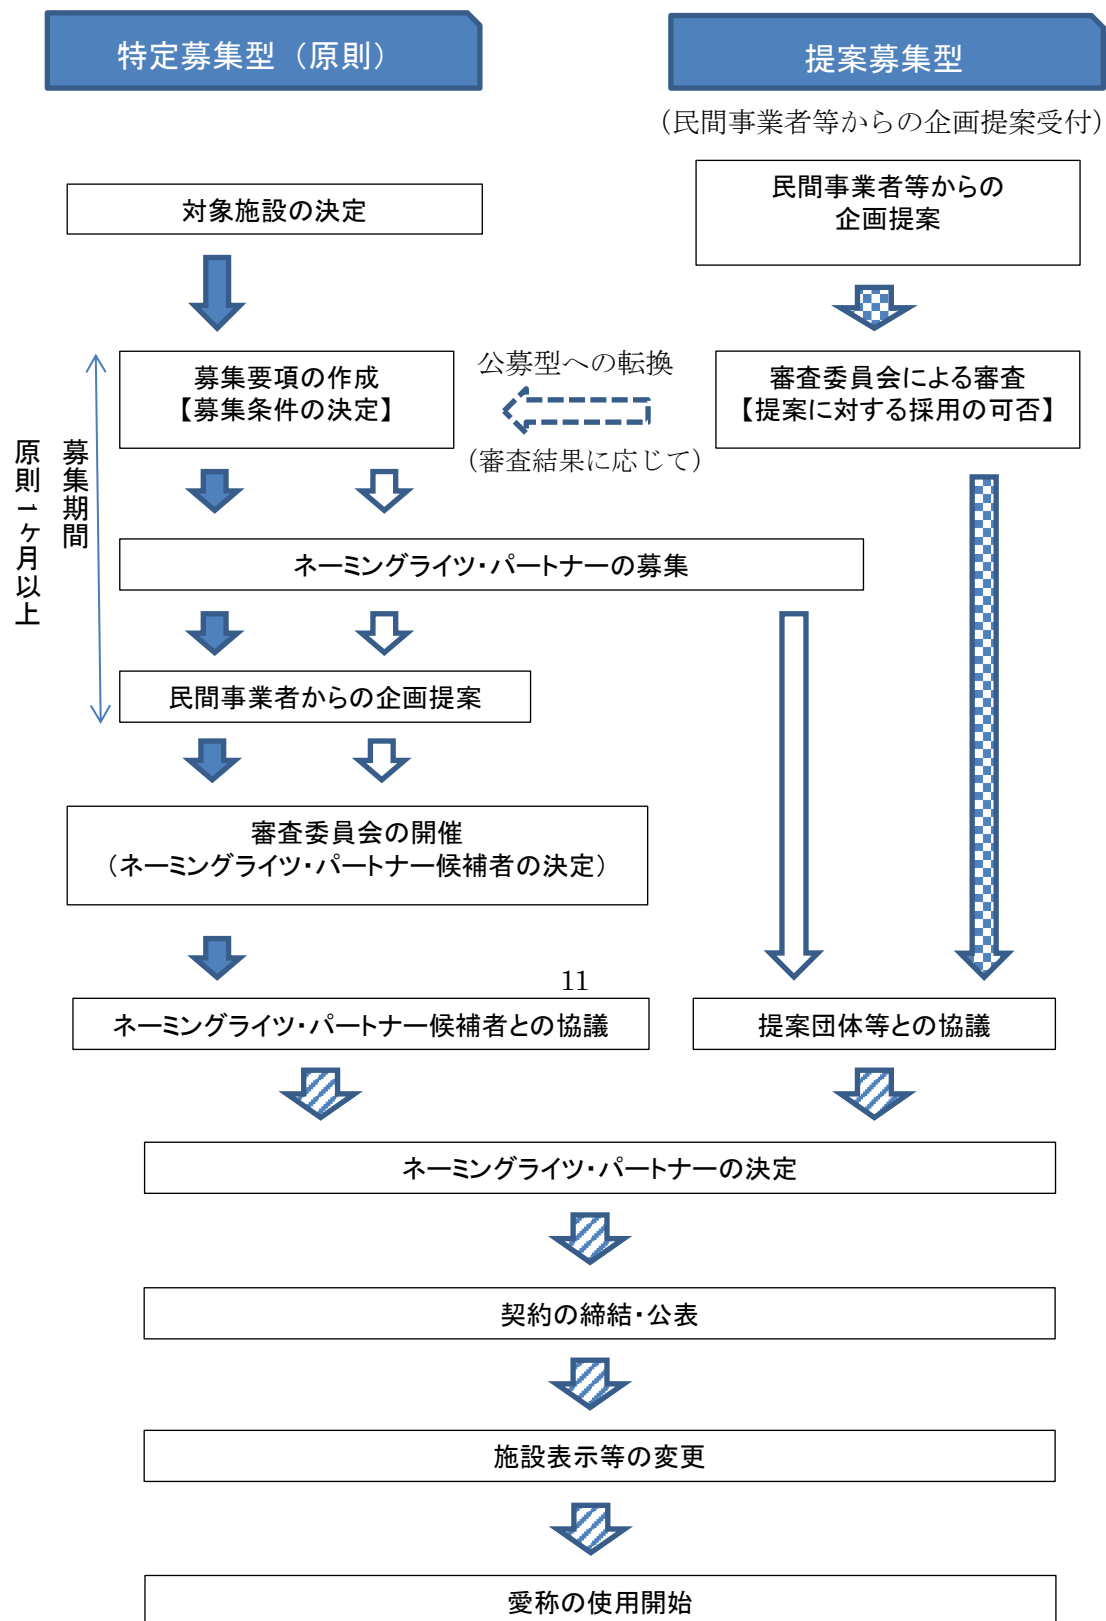 特定募集型（原則）
提案募集型
（民間事業者等からの企画提案受付）
対象施設の決定
民間事業者等からの
企画提案
募集要項の作成
【募集条件の決定】
公募型への転換
（審査結果に応じて）
審査委員会による審査
【提案に対する採用の可否】
募集期間
原則１ヶ月以上
ネーミングライツ・パートナーの募集
民間事業者からの企画提案
審査委員会の開催
（ネーミングライツ・パートナー候補者の決定）
11
ネーミングライツ・パートナー候補者との協議
提案団体等との協議
ネーミングライツ・パートナーの決定
契約の締結・公表
施設表示等の変更
愛称の使用開始